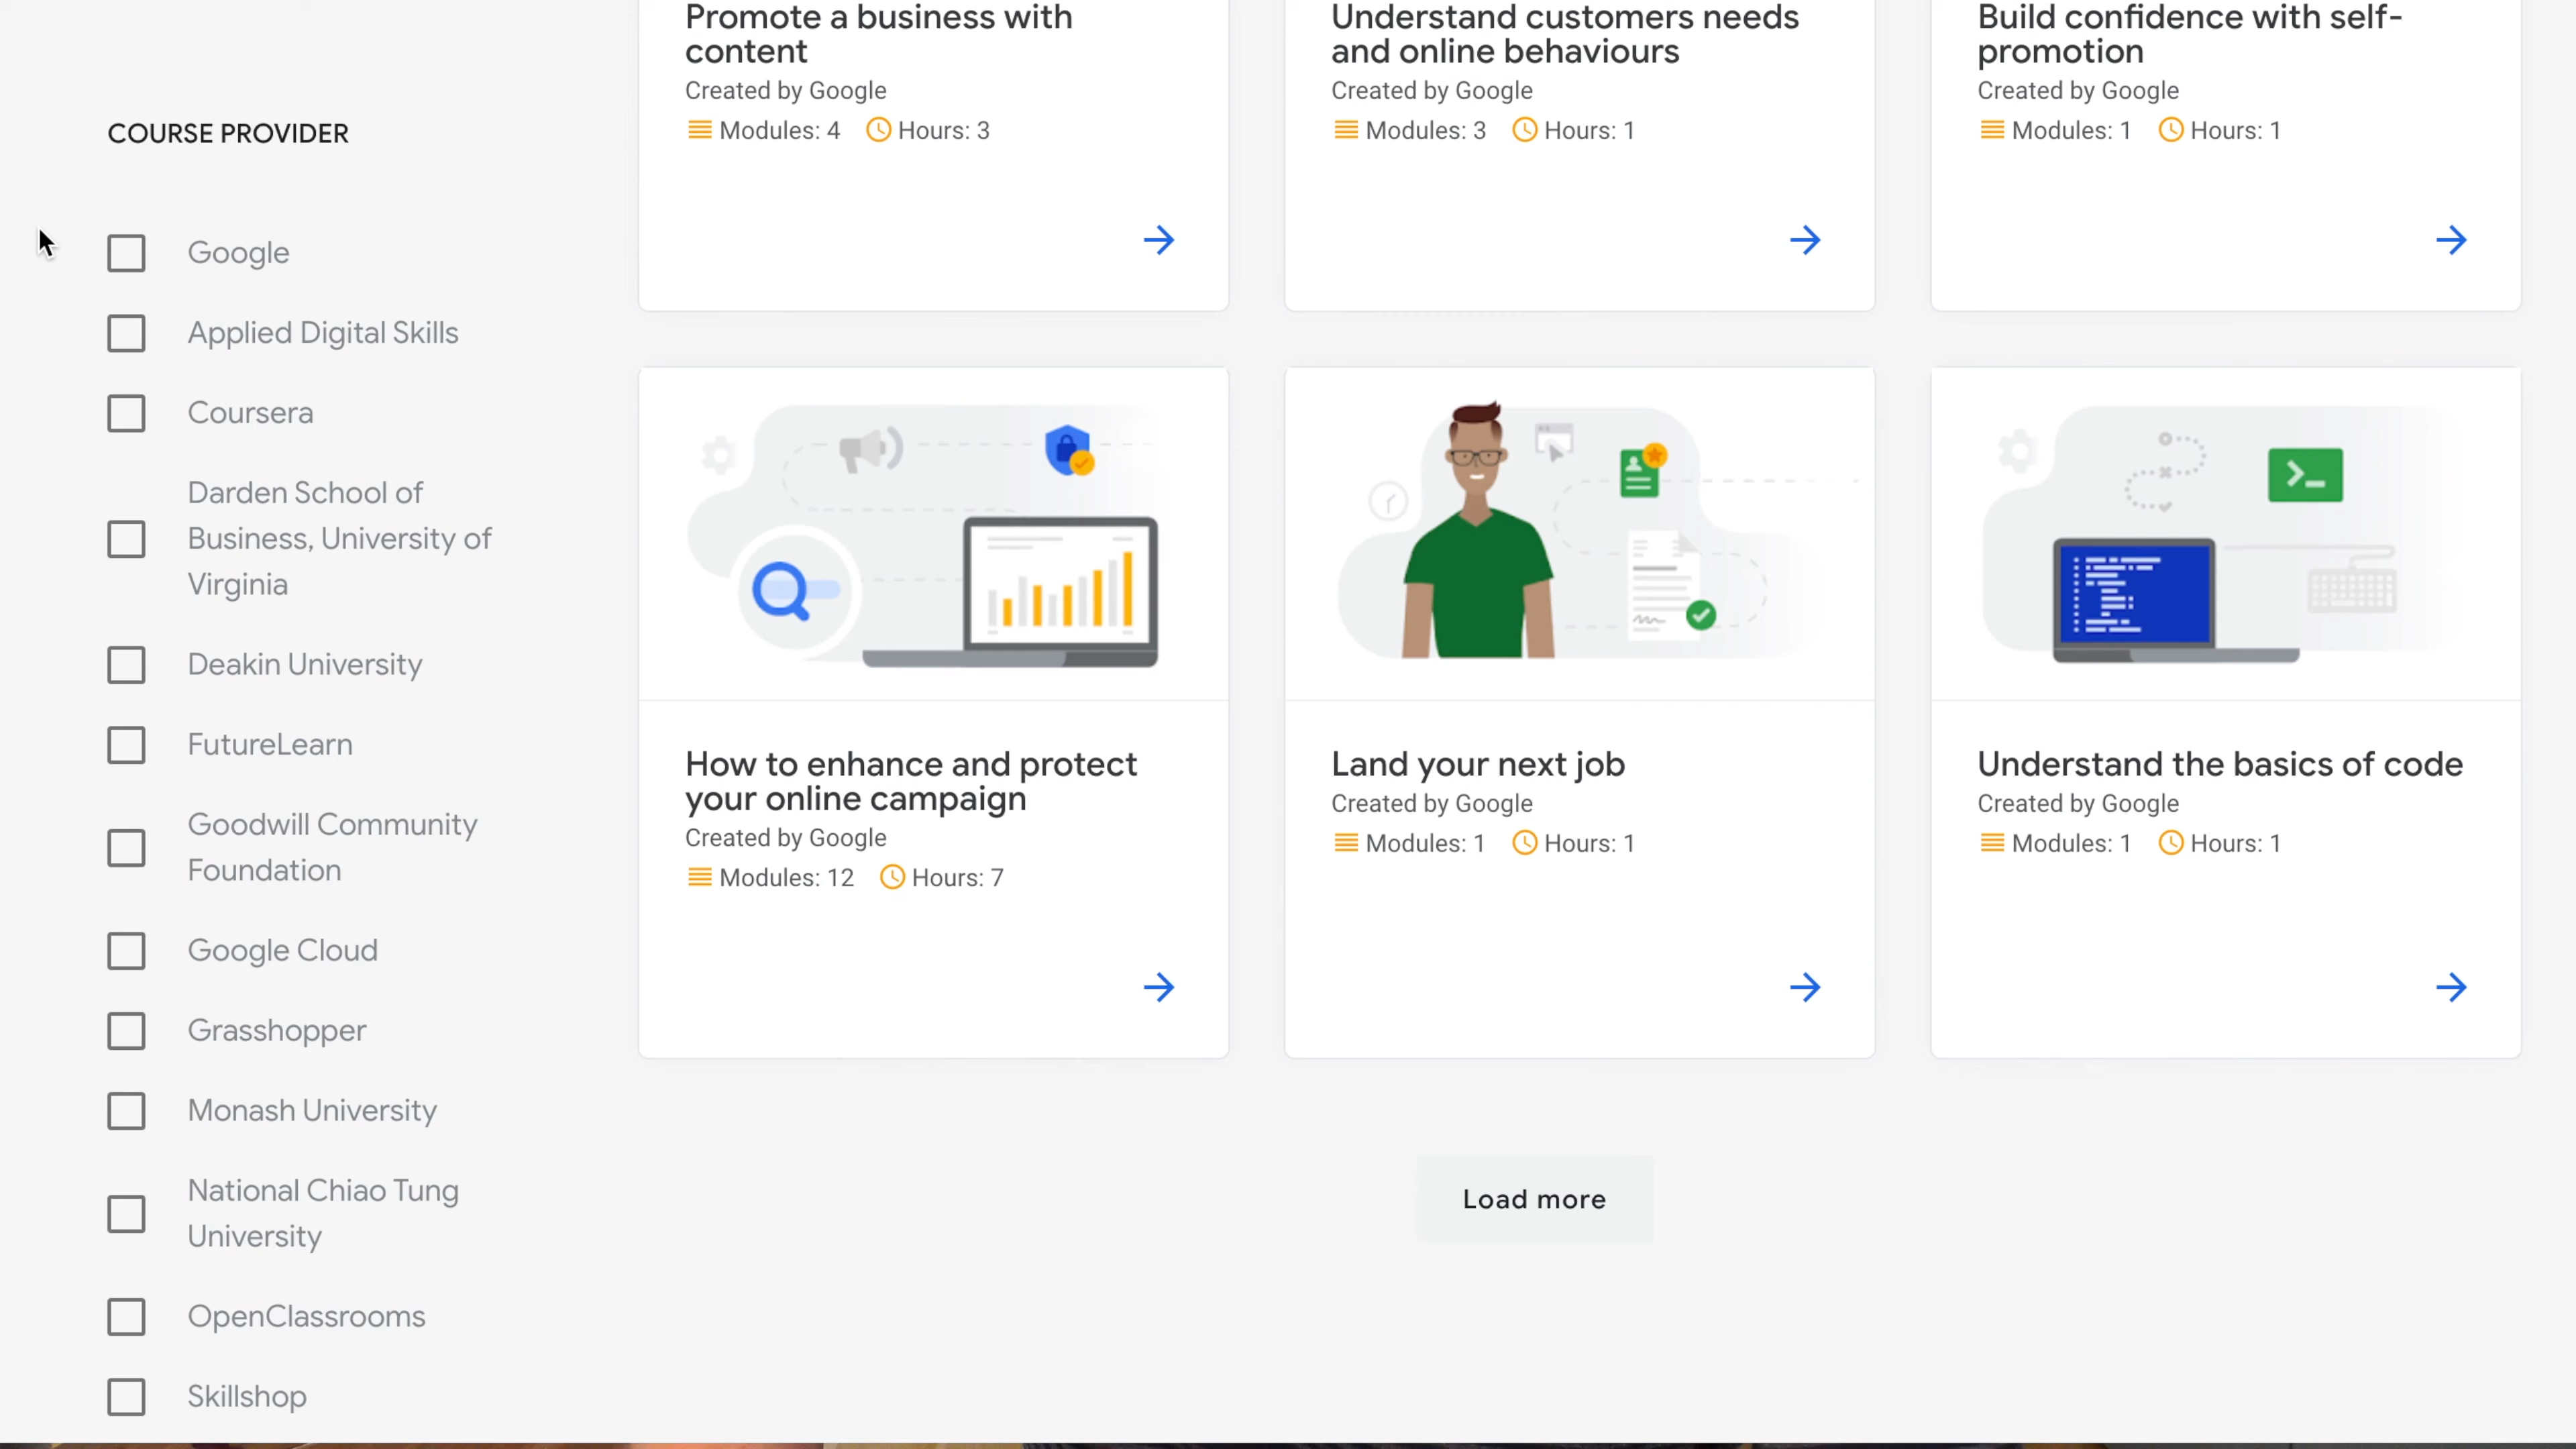 COURSE PROVIDER
Google
Applied Digital Skills
Coursera
Darden School of
Business, University of
Virginia
Deakin University
FutureLearn
Goodwill Community
Foundation
Google Cloud
Grasshopper
Monash University
National Chiao Tung
University
OpenClassrooms
Skillshop
Promote a business with
content
Created by Google
Modules: 4 Hours: 3
Understand customers needs
and online behaviours
Created by Google
Modules: 3 Hours: 1
Build confidence with self-
promotion
Created by Google
Modules: 1 Hours: 1
How to enhance and protect
your online campaign
Created by Google
Modules: 12 Hours: 7
Land your next job
Created by Google
Modules: 1 Hours: 1
Understand the basics of code
Created by Google
Modules: 1 Hours: 1
Load more